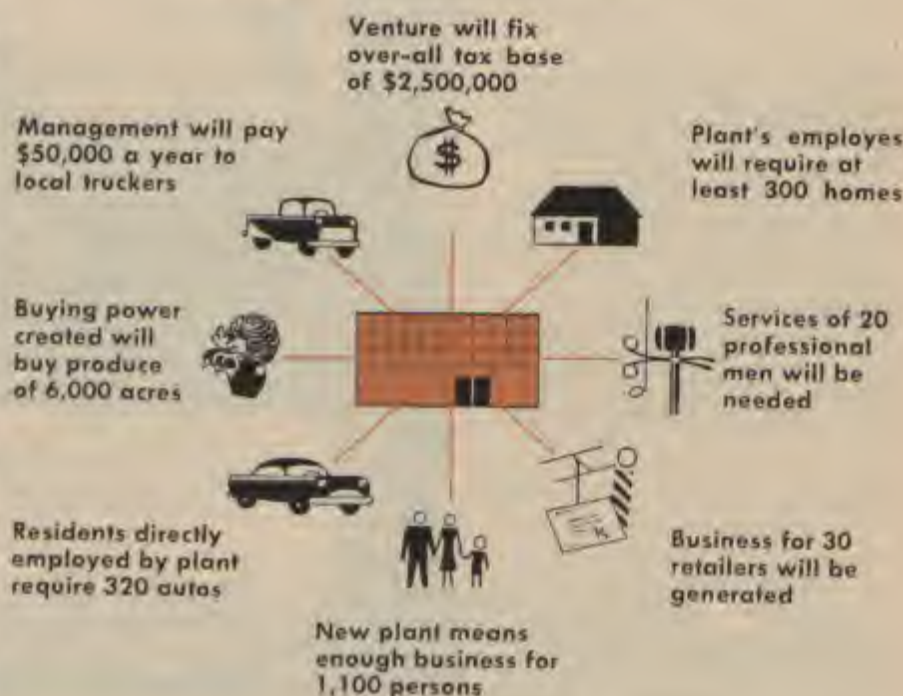 Venture will fix
over-all tax base
of $2,500,000
$
Management will pay
$50,000 a year to
local truckers
Plant's employes
will require at
least 300 homes
Buying power
created will
buy produce
of 6,000 acres
Services of 20
professional
men will be
needed
Residents directly
employed by plant
require 320 autos
Business for 30
retailers will be
generated
New plant means
enough business for
1,100 persons